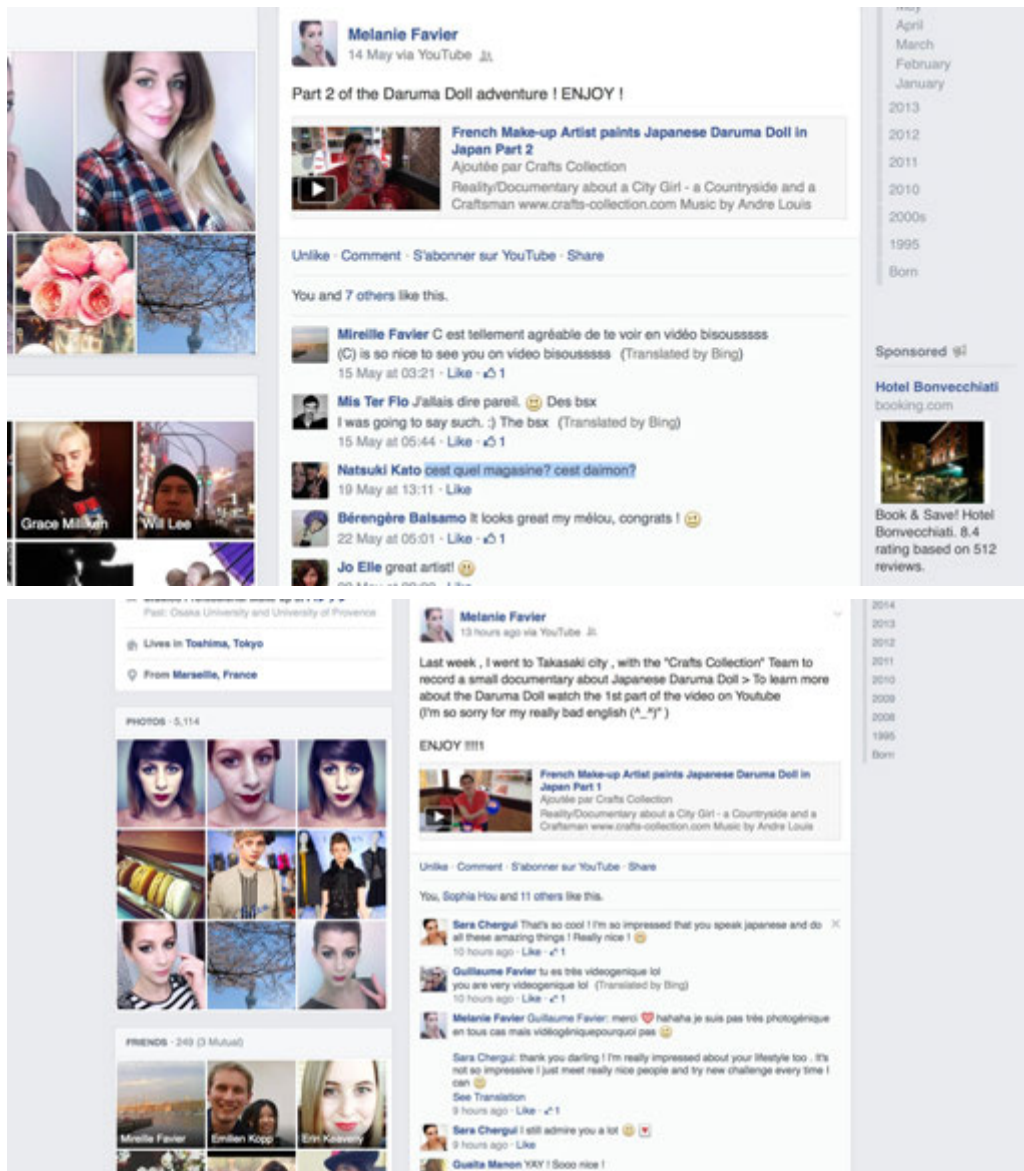 Melanie Favier
14 May via YouTube
Part 2 of the Daruma Doll adventure ! ENJOY !
French Make-up Artist paints Japanese Daruma Doll in
Japan Part 2
Ajoutée par Crafts Collection
Reality/Documentary about a City Girl - a Countryside and a
Craftsman www.crafts-collection.com Music by Andre Louis
Unlike · Comment · S'abonner sur YouTube · Share
You and 7 others like this.
Mireille Favier C est tellement agréable de te voir en vidéo bisousssss
(C) is so nice to see you on video bisousssss (Translated by Bing)
15 May at 03:21 · Like · 1
Mis Ter Flo J'allais dire pareil. Des bsx
I was going to say such. :) The bsx (Translated by Bing)
15 May at 05:44 · Like · 1
Natsuki Kato cest quel magasine? cest daimon?
19 May at 13:11 · Like
Bérengère Balsamo It looks great my mélou, congrats !
22 May at 05:01 · Like · 1
Jo Elle great artist!
Grace Milliken
Will Lee
May
April
March
February
January
2013
2012
2011
2010
2000s
1995
Born
Sponsored
Hotel Bonvecchiati
booking.com
Book & Save! Hotel
Bonvecchiati. 8.4
rating based on 512
reviews.
Past: Osaka University and University of Provence
Lives in Toshima, Tokyo
From Marseille, France
PHOTOS · 5,114
FRIENDS · 249 (3 Mutual)
Mireille Favier
Emilien Kopp
Erin Keaveny
Melanie Favier
13 hours ago via YouTube
Last week , I went to Takasaki city , with the "Crafts Collection" Team to
record a small documentary about Japanese Daruma Doll > To learn more
about the Daruma Doll watch the 1st part of the video on Youtube
(I'm so sorry for my really bad english (^_^)" )
ENJOY !!!!1
French Make-up Artist paints Japanese Daruma Doll in
Japan Part 1
Ajoutée par Crafts Collection
Reality/Documentary about a City Girl - a Countryside and a
Craftsman www.crafts-collection.com Music by Andre Louis
Unlike · Comment · S'abonner sur YouTube · Share
You, Sophia Hou and 11 others like this.
Sara Chergui That's so cool ! I'm so impressed that you speak japanese and do
all these amazing things ! Really nice !
10 hours ago · Like · 1
Guillaume Favier tu es très videogenique lol
you are very videogenique lol (Translated by Bing)
10 hours ago · Like · 1
Melanie Favier Guillaume Favier: merci hahaha je suis pas très photogénique
en tous cas mais vidéogéniquepourquoi pas
Sara Chergui: thank you darling ! I'm really impressed about your lifestyle too . It's
not so impressive I just meet really nice people and try new challenge every time I
can
See Translation
9 hours ago · Like · 1
Sara Chergui I still admire you a lot
9 hours ago · Like
Guaita Manon YAY ! Sooo nice !
2014
2013
2012
2011
2010
2009
2008
1995
Born